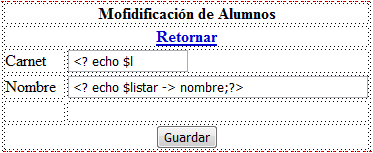 Mofidificación de Alumnos
Retornar
Carnet <? echo $l
Nombre <? echo $listar -> nombre;?>
Guardar